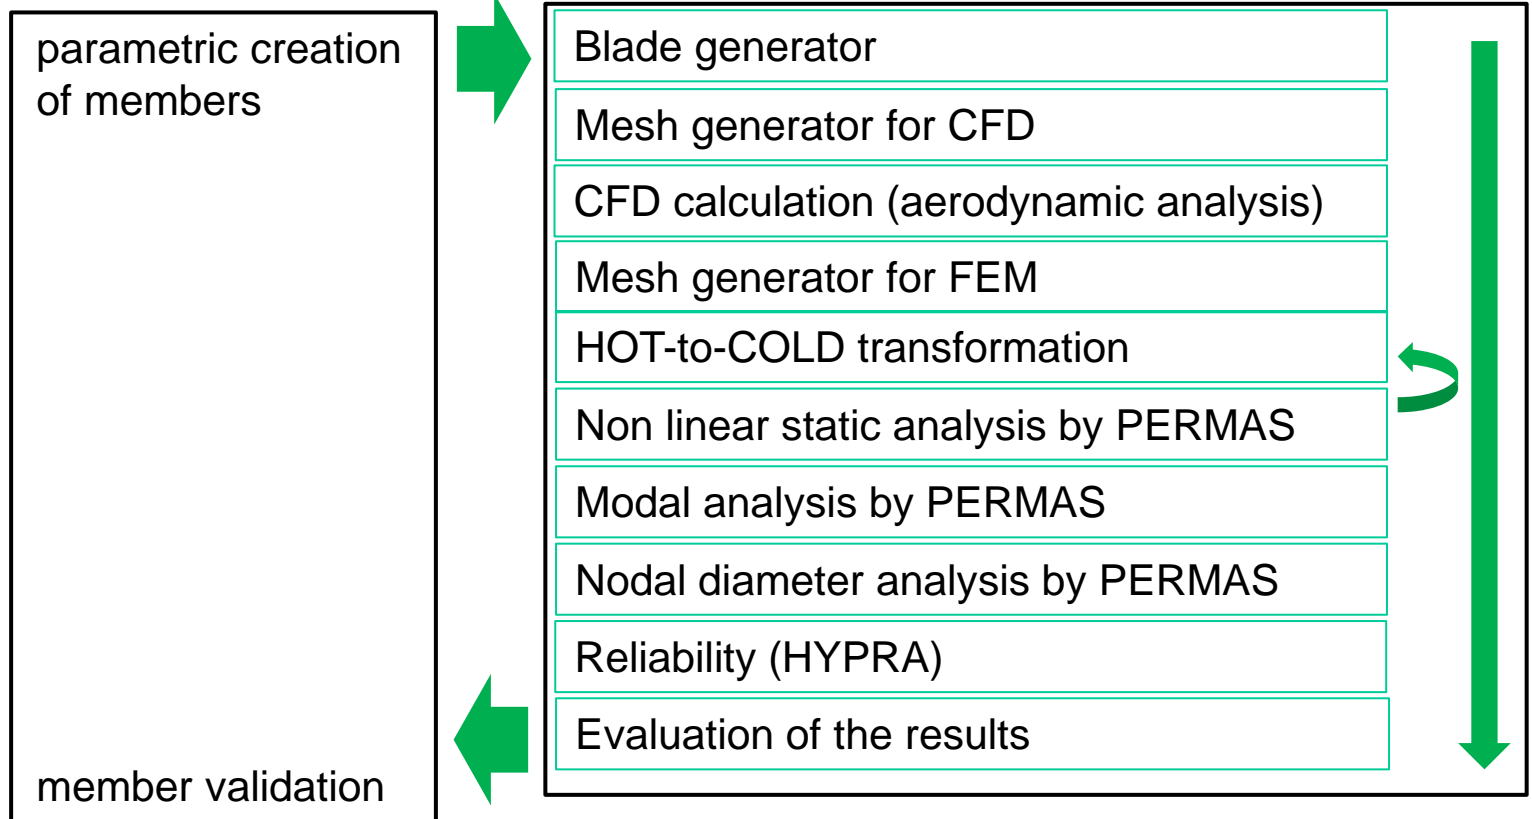 parametric creation
of members
member validation
Blade generator
Mesh generator for CFD
CFD calculation (aerodynamic analysis)
Mesh generator for FEM
HOT-to-COLD transformation
Non linear static analysis by PERMAS
Modal analysis by PERMAS
Nodal diameter analysis by PERMAS
Reliability (HYPRA)
Evaluation of the results